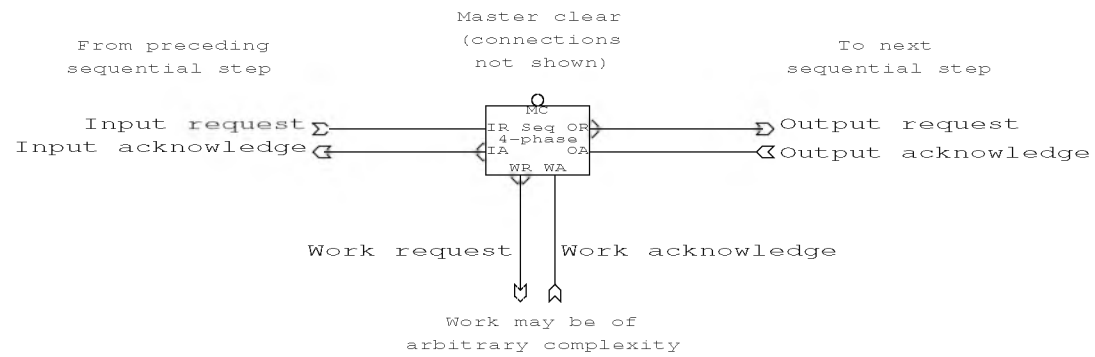 Master clear
(connections
not shown)
From preceding
sequential step
To next
sequential step
MC
Input request
IR Seq OR
Output request
4-phase
Input acknowledge
IA OA
Output acknowledge
WR WA
Work request
Work acknowledge
Work may be of
arbitrary complexity